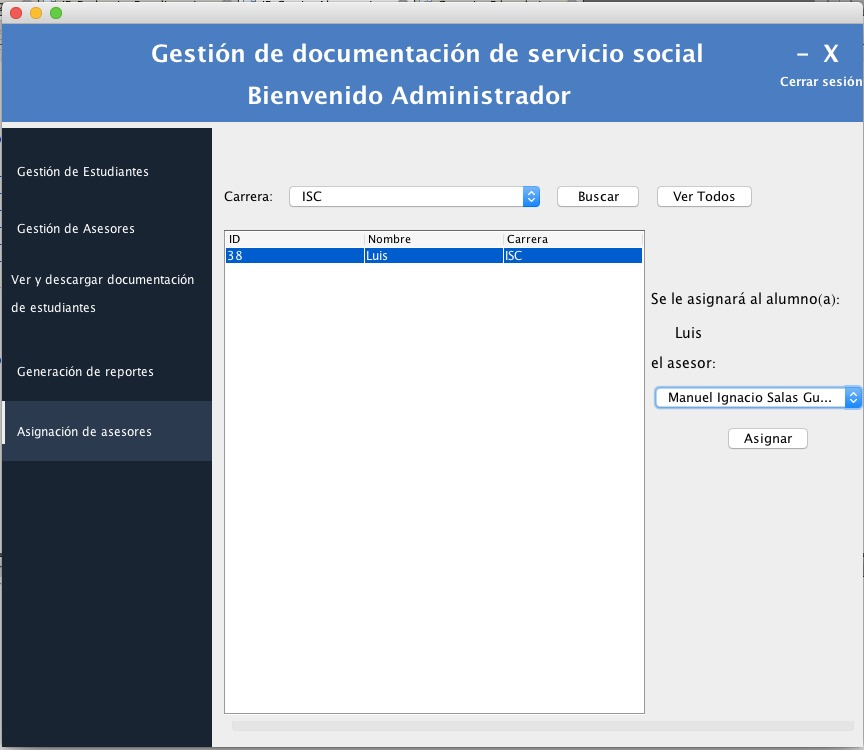 Gestión de documentación de servicio social
– X
Bienvenido Administrador
Cerrar sesión
Gestión de Estudiantes
Gestión de Asesores
Ver y descargar documentación
de estudiantes
Generación de reportes
Asignación de asesores
Carrera: ISC Buscar Ver Todos
ID Nombre Carrera
38 Luis ISC
Se le asignará al alumno(a):
Luis
el asesor:
Manuel Ignacio Salas Gu...
Asignar